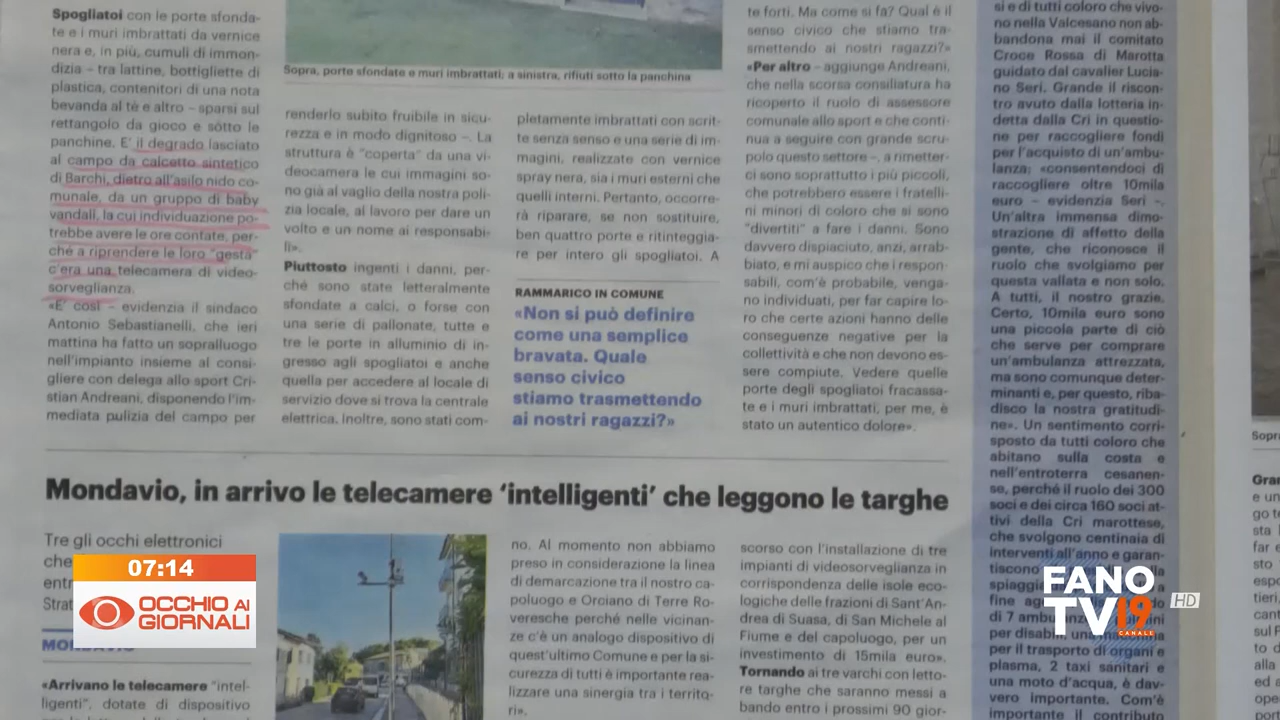 Spogliatoi con le porte sfonda-
te e i muri imbrattati da vernice
nera e, in più, cumuli di immon-
dizia – tra lattine, bottigliette di
plastica, contenitori di una nota
bevanda al tè e altro – sparsi sul
rettangolo da gioco e sotto le
panchine. E' il degrado lasciato
al campo da calcetto sintetico
di Barchi, dietro all'asilo nido co-
munale, da un gruppo di baby
vandali, la cui individuazione po-
trebbe avere le ore contate, per-
ché a riprendere le loro "gesta"
c'era una telecamera di video-
sorveglianza.
«E' così – evidenzia il sindaco
Antonio Sebastianelli, che ieri
mattina ha fatto un sopralluogo
nell'impianto insieme al consi-
gliere con delega allo sport Cri-
stian Andreani, disponendo l'im-
mediata pulizia del campo per
Sopra, porte sfondate e muri imbrattati; a sinistra, rifiuti sotto la panchina
renderlo subito fruibile in sicu-
rezza e in modo dignitoso –. La
struttura è "coperta" da una vi-
deocamera le cui immagini so-
no già al vaglio della nostra poli-
zia locale, al lavoro per dare un
volto e un nome ai responsabi-
li».
Piuttosto ingenti i danni, per-
ché sono state letteralmente
sfondate a calci, o forse con
una serie di pallonate, tutte e
tre le porte in alluminio di in-
gresso agli spogliatoi e anche
quella per accedere al locale di
servizio dove si trova la centrale
elettrica. Inoltre, sono stati com-
pletamente imbrattati con scrit-
te senza senso e una serie di im-
magini, realizzate con vernice
spray nera, sia i muri esterni che
quelli interni. Pertanto, occorre-
rà riparare, se non sostituire,
ben quattro porte e ritinteggia-
re per intero gli spogliatoi. A
RAMMARICO IN COMUNE
«Non si può definire
come una semplice
bravata. Quale
senso civico
stiamo trasmettendo
ai nostri ragazzi?»
te forti. Ma come si fa? Qual è il
senso civico che stiamo tra-
smettendo ai nostri ragazzi?»
«Per altro – aggiunge Andreani,
che nella scorsa consiliatura ha
ricoperto il ruolo di assessore
comunale allo sport e che conti-
nua a seguire con grande scru-
polo questo settore –, a rimetter-
ci sono soprattutto i più piccoli,
che potrebbero essere i fratelli-
ni minori di coloro che si sono
"divertiti" a fare i danni. Sono
davvero dispiaciuto, anzi, arrab-
biato, e mi auspico che i respon-
sabili, com'è probabile, venga-
no individuati, per far capire lo-
ro che certe azioni hanno delle
conseguenze negative per la
collettività e che non devono es-
sere compiute. Vedere quelle
porte degli spogliatoi fracassa-
te e i muri imbrattati, per me, è
stato un autentico dolore».
si e di tutti coloro che vivo-
no nella Valcesano non ab-
bandona mai il comitato
Croce Rossa di Marotta
guidato dal cavalier Lucia-
no Seri. Grande il riscon-
tro avuto dalla lotteria in-
detta dalla Cri in questio-
ne per raccogliere fondi
per l'acquisto di un'ambu-
lanza: «consentendoci di
raccogliere oltre 10mila
euro – evidenzia Seri –.
Un'altra immensa dimo-
strazione di affetto della
gente, che riconosce il
ruolo che svolgiamo per
questa vallata e non solo.
A tutti, il nostro grazie.
Certo, 10mila euro sono
una piccola parte di ciò
che serve per comprare
un'ambulanza attrezzata,
ma sono comunque deter-
minanti e, per questo, riba-
disco la nostra gratitudi-
ne». Un sentimento corri-
sposto da tutti coloro che
abitano sulla costa e
nell'entroterra cesanen-
se, perché il ruolo dei 300
soci e dei circa 160 soci at-
tivi della Cri marottese,
che svolgono centinaia di
interventi all'anno e garan-
tiscono
spiaggia
fine
di 7
per disabili, una
per il trasporto di organi e
plasma, 2 taxi sanitari e
una moto d'acqua, è dav-
vero importante. Com'è
importante il contributo
Mondavio, in arrivo le telecamere 'intelligenti' che leggono le targhe
Tre gli occhi elettronici
che
MONDAVIO
«Arrivano le telecamere "intel-
ligenti", dotate di dispositivo
no. Al momento non abbiamo
preso in considerazione la linea
di demarcazione tra il nostro ca-
poluogo e Orciano di Terre Ro-
veresche perché nelle vicinan-
ze c'è un analogo dispositivo di
quest'ultimo Comune e per la si-
curezza di tutti è importante rea-
lizzare una sinergia tra i territo-
ri».
scorso con l'installazione di tre
impianti di videosorveglianza in
corrispondenza delle isole eco-
logiche delle frazioni di Sant'An-
drea di Suasa, di San Michele al
Fiume e del capoluogo, per un
investimento di 15mila euro».
Tornando ai tre varchi con letto-
re targhe che saranno messi a
bando entro i prossimi 90 gior-
07:14
OCCHIO AI
GIORNALI
FANO
TV 19
CANALE
HD